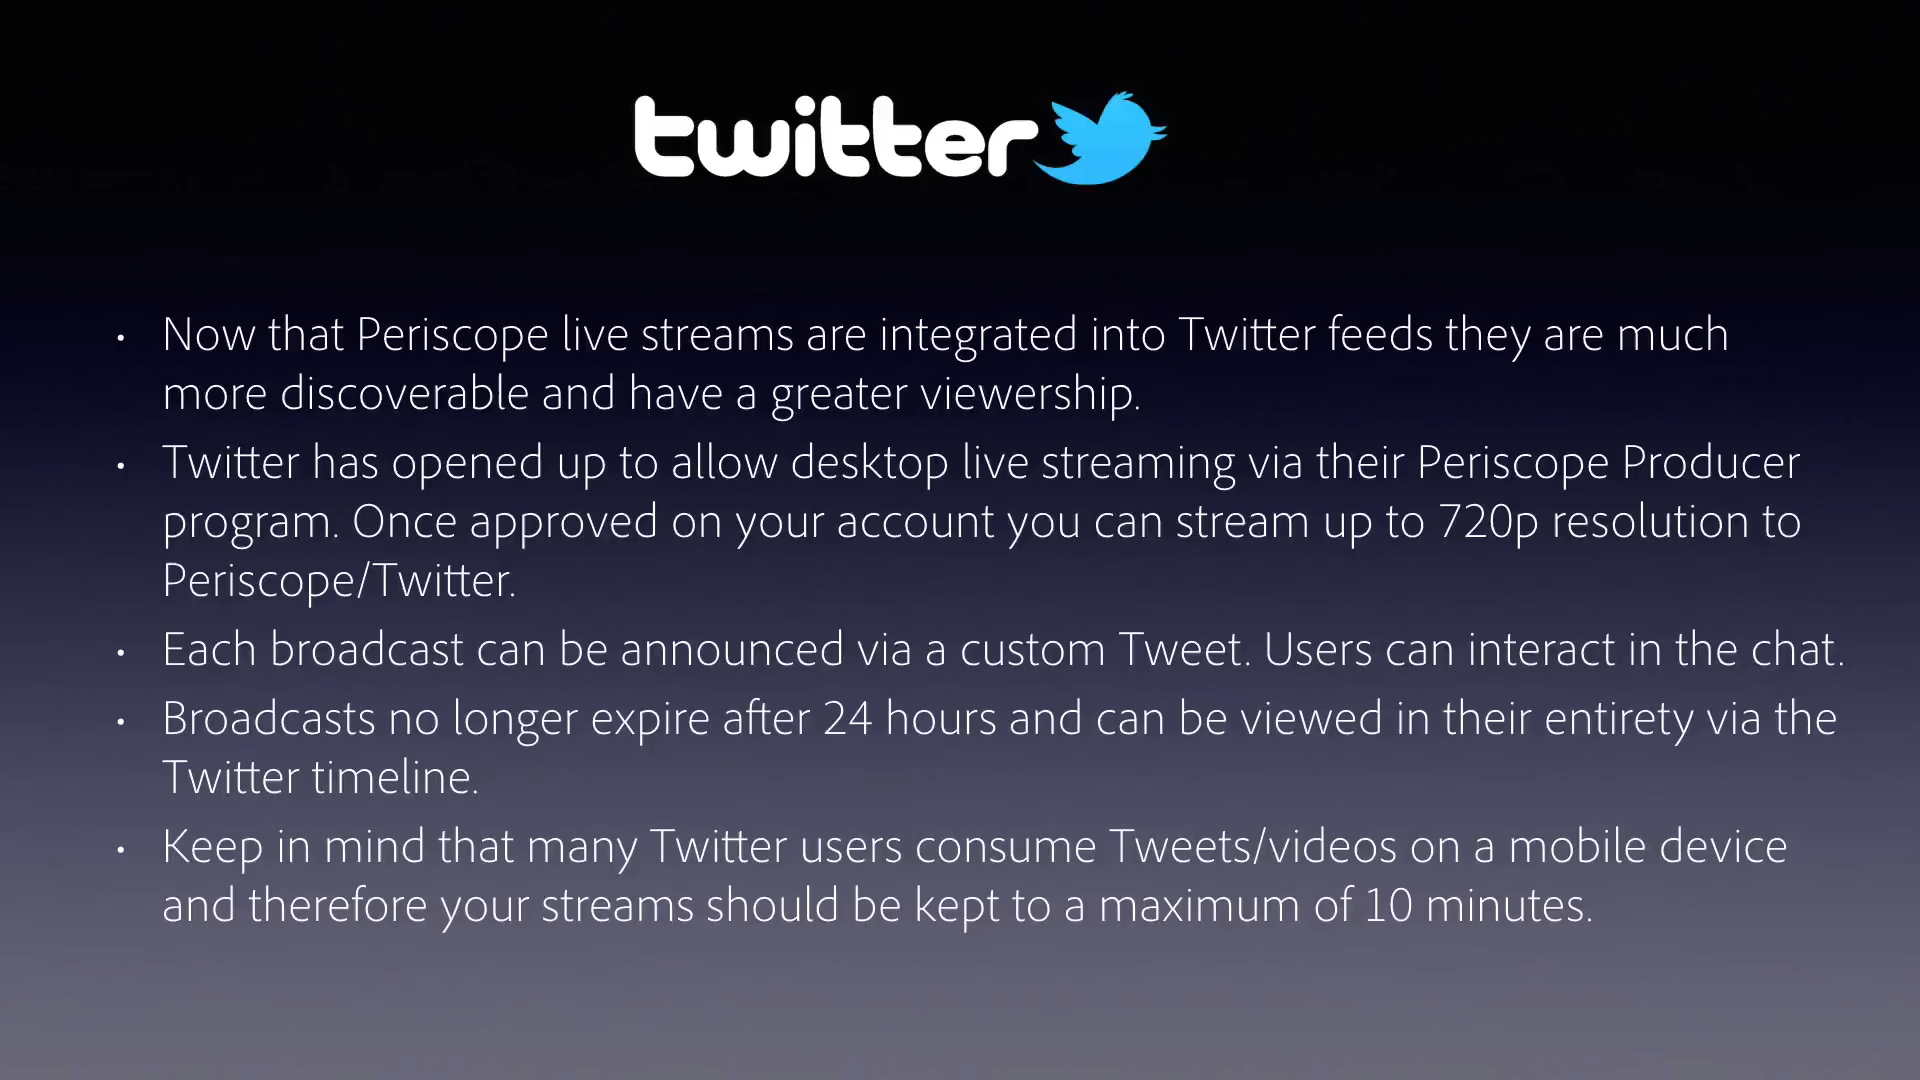 twitter
• Now that Periscope live streams are integrated into Twitter feeds they are much
more discoverable and have a greater viewership.
• Twitter has opened up to allow desktop live streaming via their Periscope Producer
program. Once approved on your account you can stream up to 720p resolution to
Periscope/Twitter.
• Each broadcast can be announced via a custom Tweet. Users can interact in the chat.
• Broadcasts no longer expire after 24 hours and can be viewed in their entirety via the
Twitter timeline.
• Keep in mind that many Twitter users consume Tweets/videos on a mobile device
and therefore your streams should be kept to a maximum of 10 minutes.